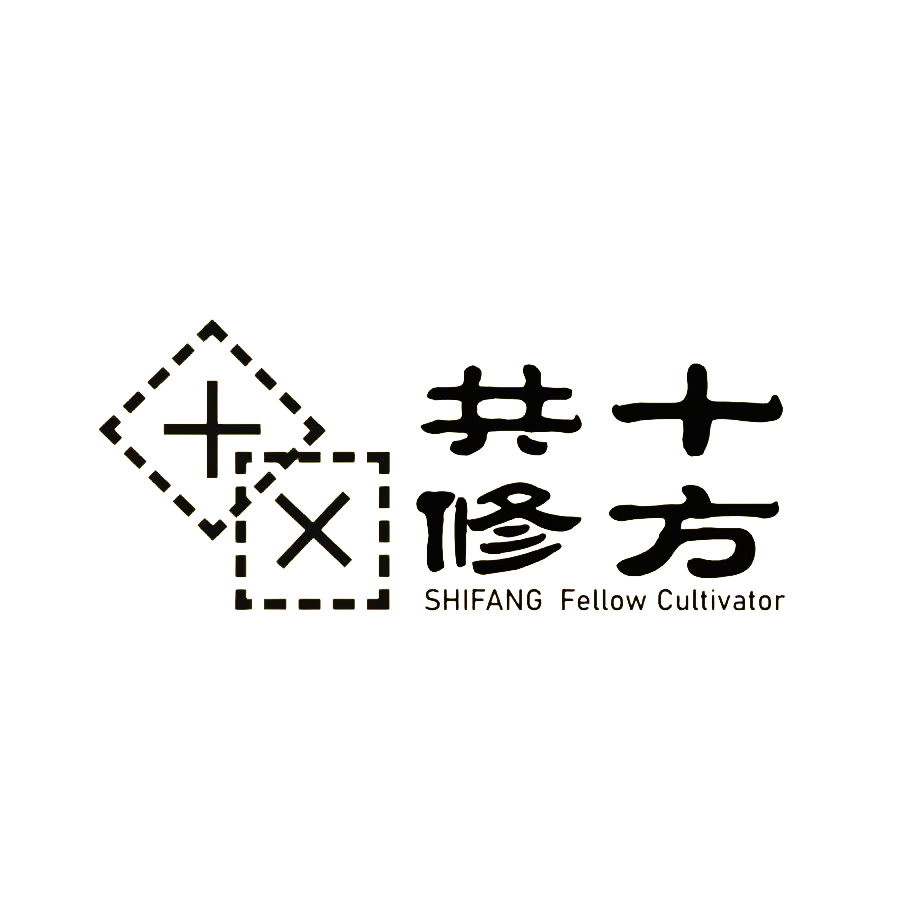 十方
共修
SHIFANG Fellow Cultivator